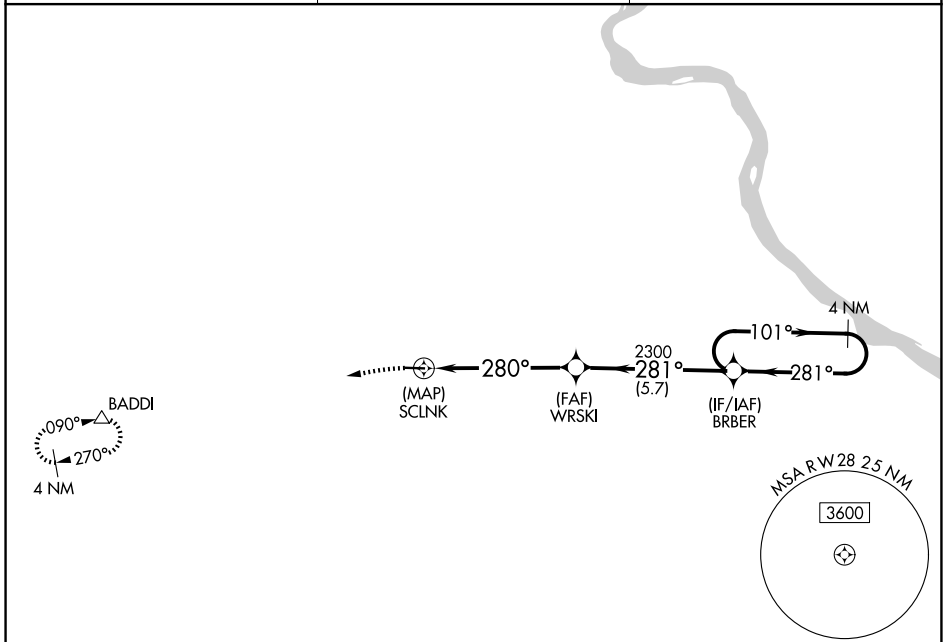 4 NM
101°
2300
280°
281°
281°
(5.7)
(MAP)
SCLNK
(FAF)
WRSKI
(IF/IAF)
BRBER
BADDI
090°
270°
4 NM
MSA RW28 25 NM
3600